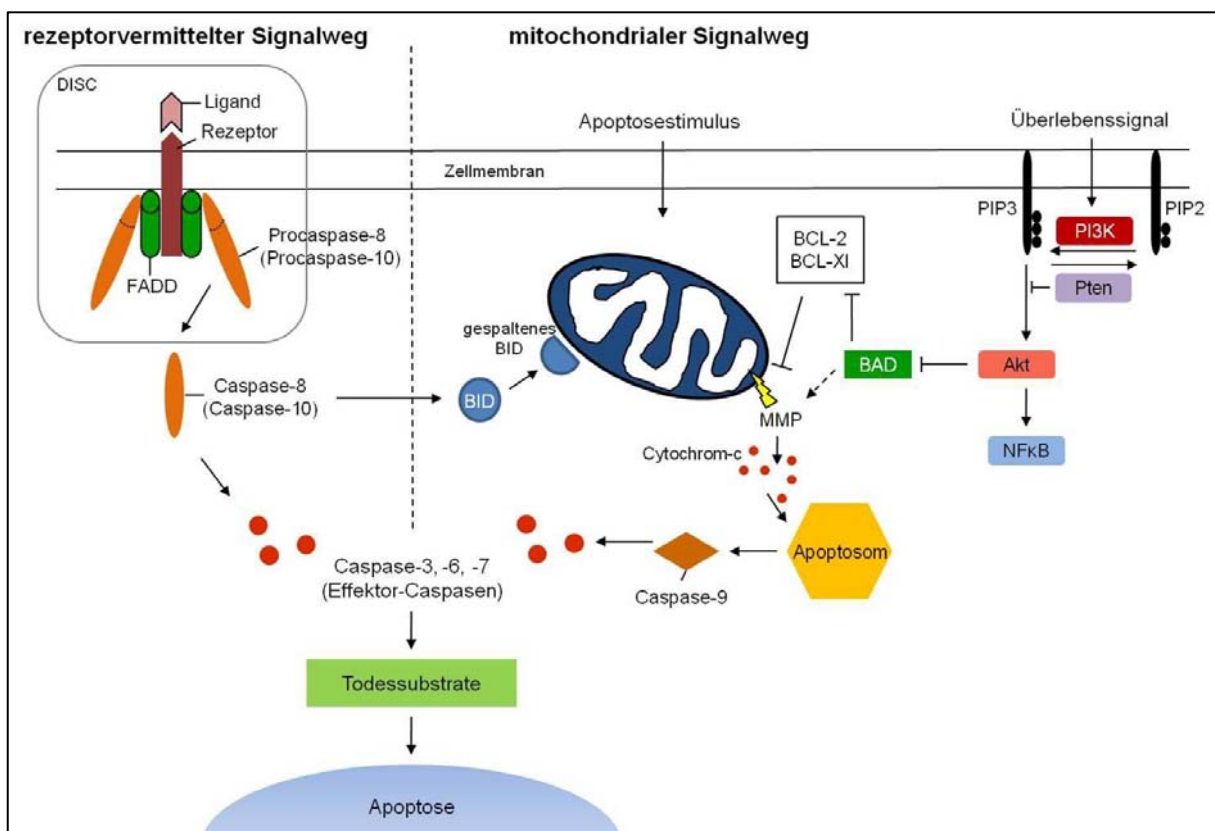 rezeptorvermittelter Signalweg
mitochondrialer Signalweg
DISC
Ligand
Rezeptor
Apoptosestimulus
Überlebenssignal
Zellmembran
PIP3
PIP2
PI3K
Pten
Procaspase-8
(Procaspase-10)
FADD
BCL-2
BCL-Xl
gespaltenes
BID
BAD
Akt
Caspase-8
(Caspase-10)
BID
MMP
NFκB
Cytochrom-c
Apoptosom
Caspase-3, -6, -7
(Effektor-Caspasen)
Caspase-9
Todessubstrate
Apoptose